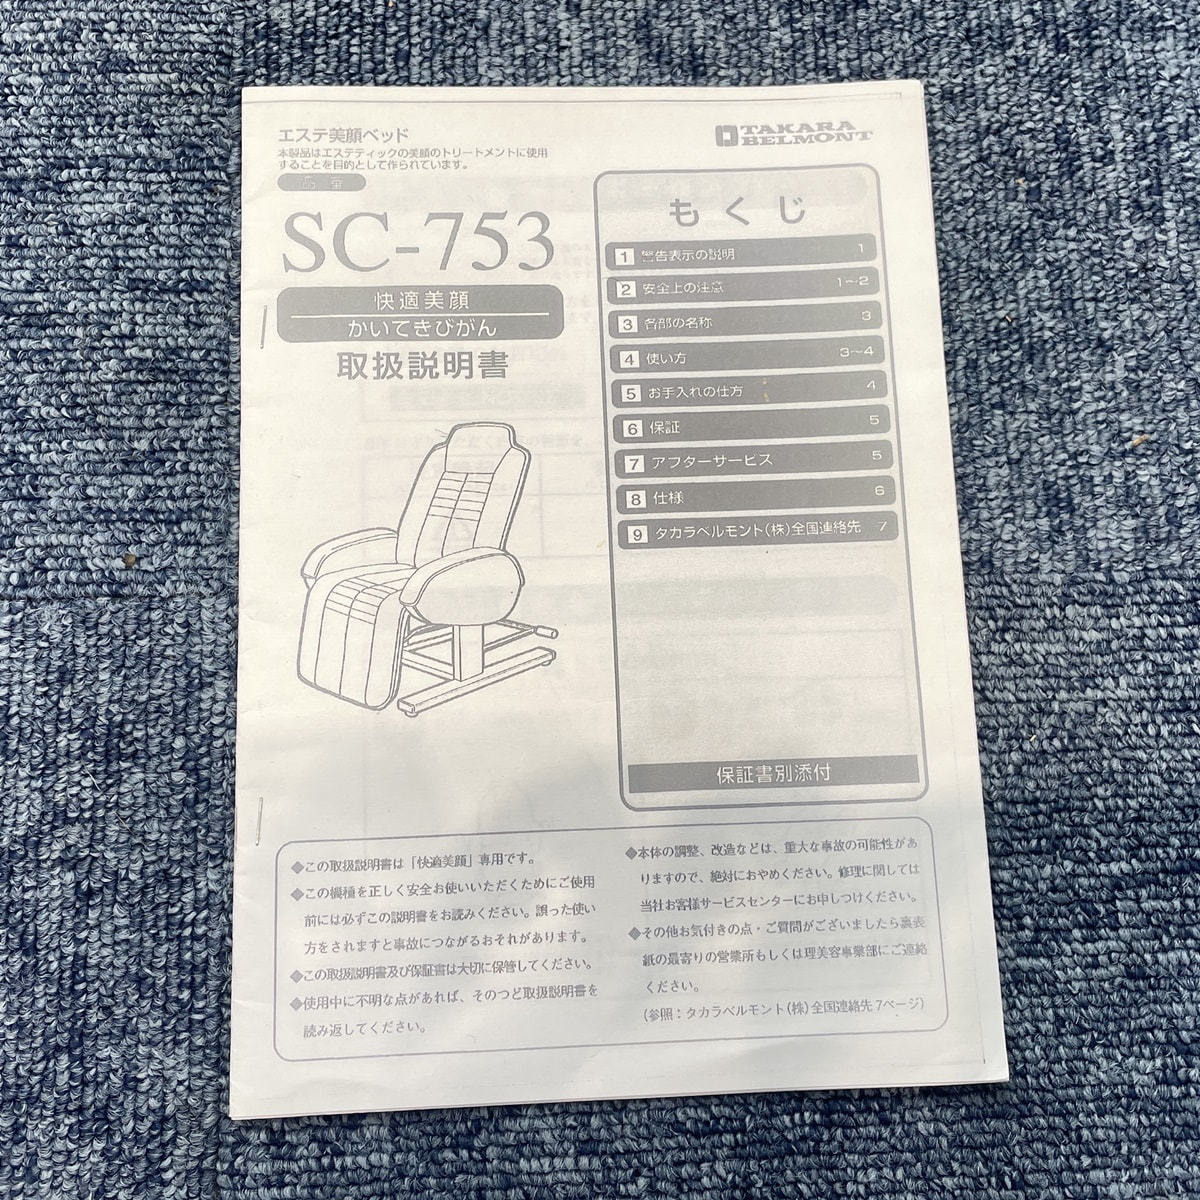 エステ美顔ベッド
本製品はエステティックの美顔のトリートメントに使用
することを目的として作られています。
品番
SC-753
快適美顔
かいてきびがん
取扱説明書
TAKARA
BELMONT
もくじ
1 警告表示の説明 1
2 安全上の注意 1〜2
3 各部の名称 3
4 使い方 3〜4
5 お手入れの仕方 4
6 保証 5
7 アフターサービス 5
8 仕様 6
9 タカラベルモント(株)全国連絡先 7
保証書別添付
◆この取扱説明書は「快適美顔」専用です。
◆この機種を正しく安全お使いいただくためにご使用
前には必ずこの説明書をお読みください。誤った使い
方をされますと事故につながるおそれがあります。
◆この取扱説明書及び保証書は大切に保管してください。
◆使用中に不明な点があれば、そのつど取扱説明書を
読み返してください。
◆本体の調整、改造などは、重大な事故の可能性があ
りますので、絶対におやめください。修理に関しては
当社お客様サービスセンターにお申しつけください。
◆その他お気付きの点・ご質問がございましたら裏表
紙の最寄りの営業所もしくは理美容事業部にご連絡
ください。
(参照：タカラベルモント(株)全国連絡先7ページ)